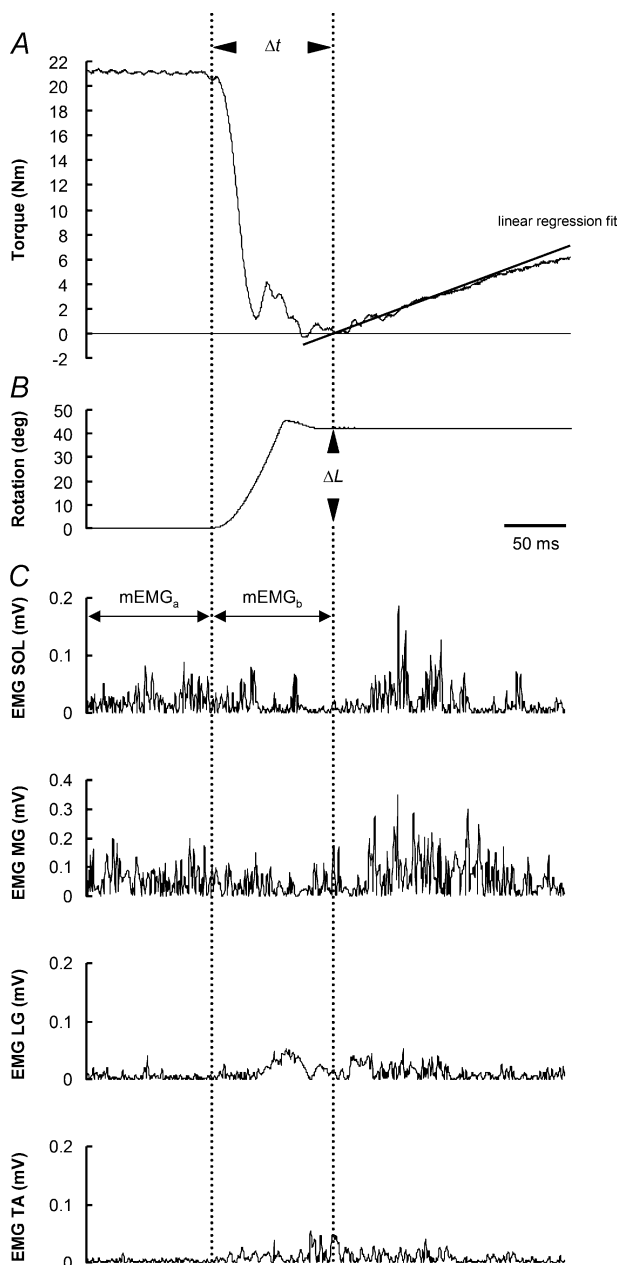 A
Δt
22
20
18
16
14
12
10
8
6
4
2
0
-2
Torque (Nm)
linear regression fit
B
50
40
30
20
10
0
Rotation (deg)
ΔL
50 ms
C
mEMGa
mEMGb
0.2
0.1
0
EMG SOL (mV)
0.4
0.3
0.2
0.1
0
EMG MG (mV)
0.2
0.1
0
EMG LG (mV)
0.2
0.1
0
EMG TA (mV)